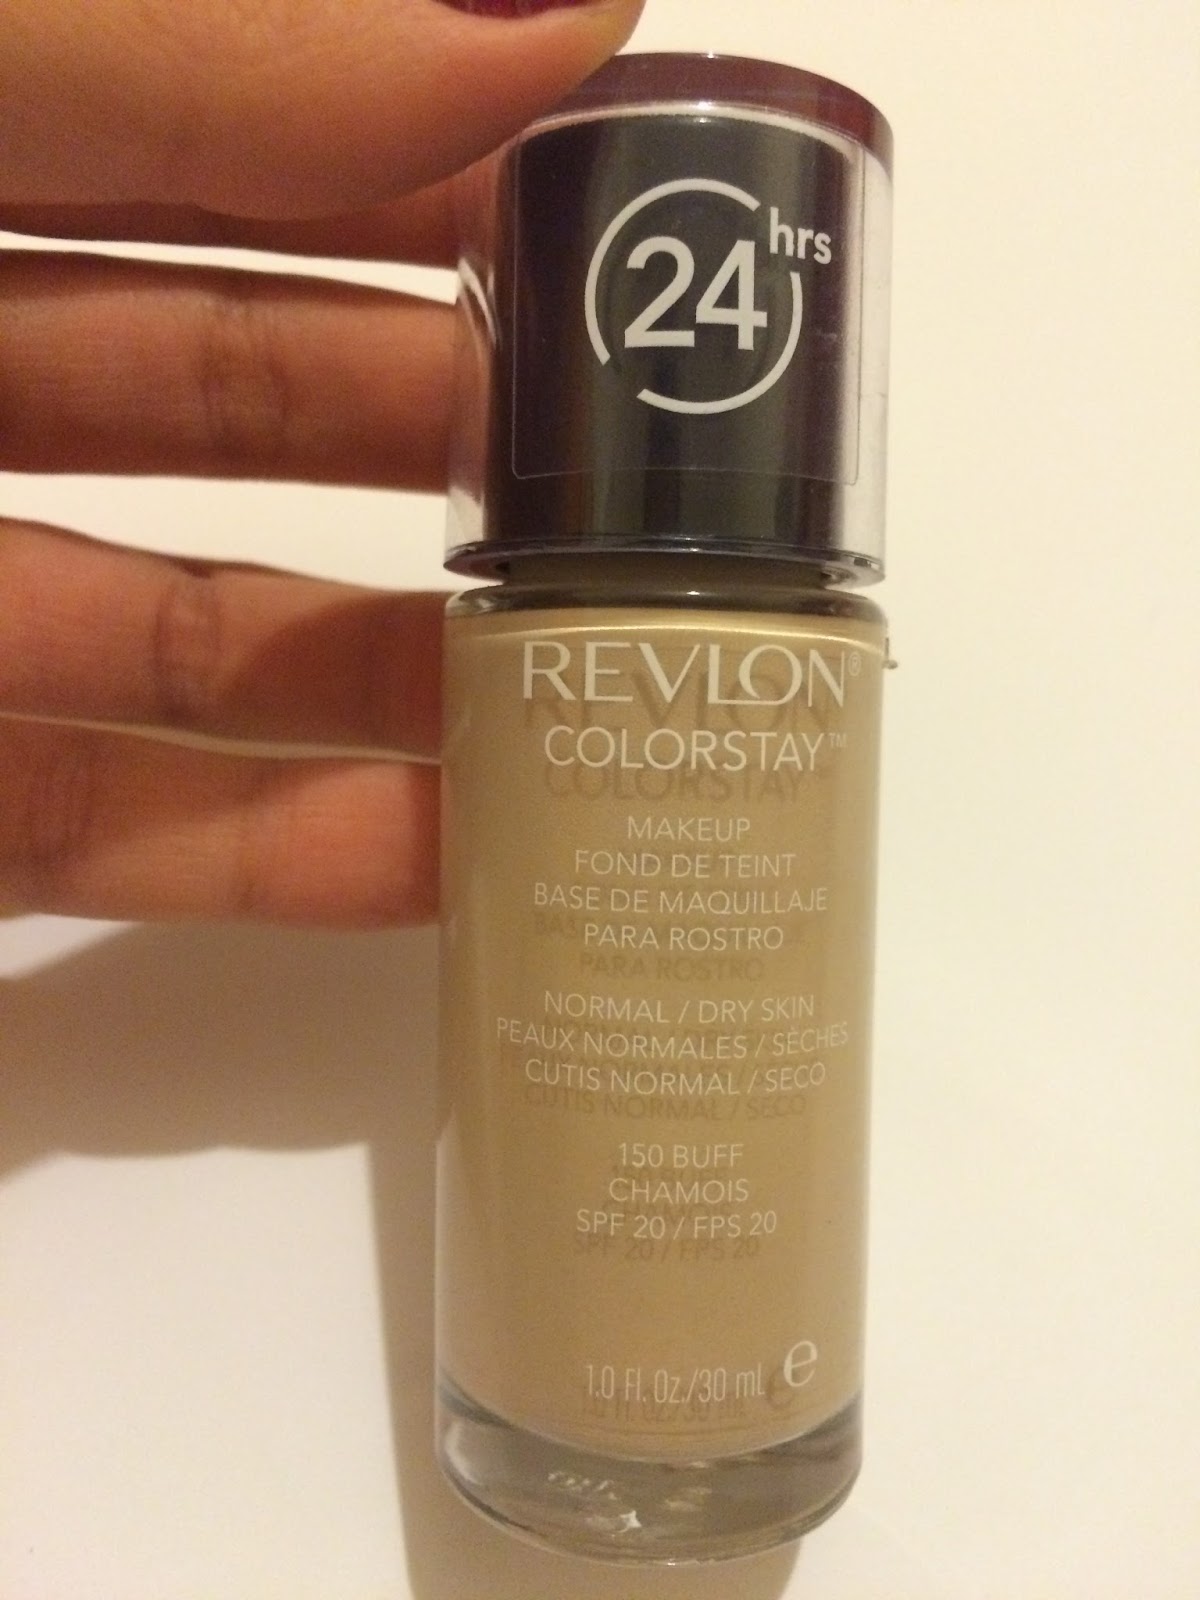 24 hrs
REVLON®
COLORSTAY™
MAKEUP
FOND DE TEINT
BASE DE MAQUILLAJE
PARA ROSTRO
NORMAL / DRY SKIN
PEAUX NORMALES / SÈCHES
CUTIS NORMAL / SECO
150 BUFF
CHAMOIS
SPF 20 / FPS 20
1.0 Fl. Oz./30 mL ℮